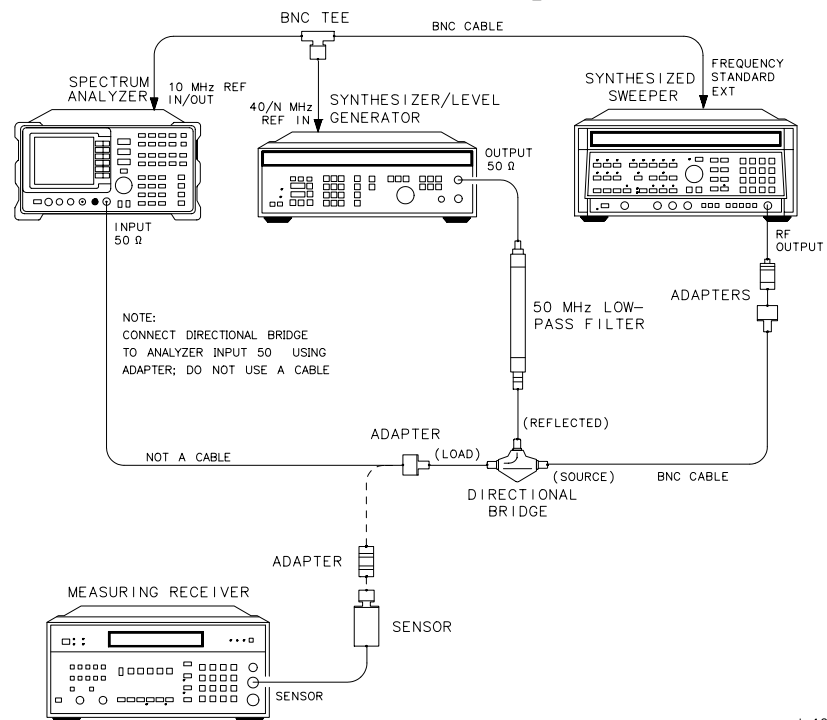 BNC TEE
BNC CABLE
SPECTRUM
ANALYZER
10 MHz REF
IN/OUT
40/N MHz
REF IN
SYNTHESIZER/LEVEL
GENERATOR
SYNTHESIZED
SWEEPER
FREQUENCY
STANDARD
EXT
OUTPUT
50 Ω
INPUT
50 Ω
RF
OUTPUT
ADAPTERS
50 MHz LOW-
PASS FILTER
NOTE:
CONNECT DIRECTIONAL BRIDGE
TO ANALYZER INPUT 50 USING
ADAPTER; DO NOT USE A CABLE
(REFLECTED)
ADAPTER
NOT A CABLE
(LOAD)
(SOURCE)
BNC CABLE
DIRECTIONAL
BRIDGE
ADAPTER
MEASURING RECEIVER
SENSOR
SENSOR